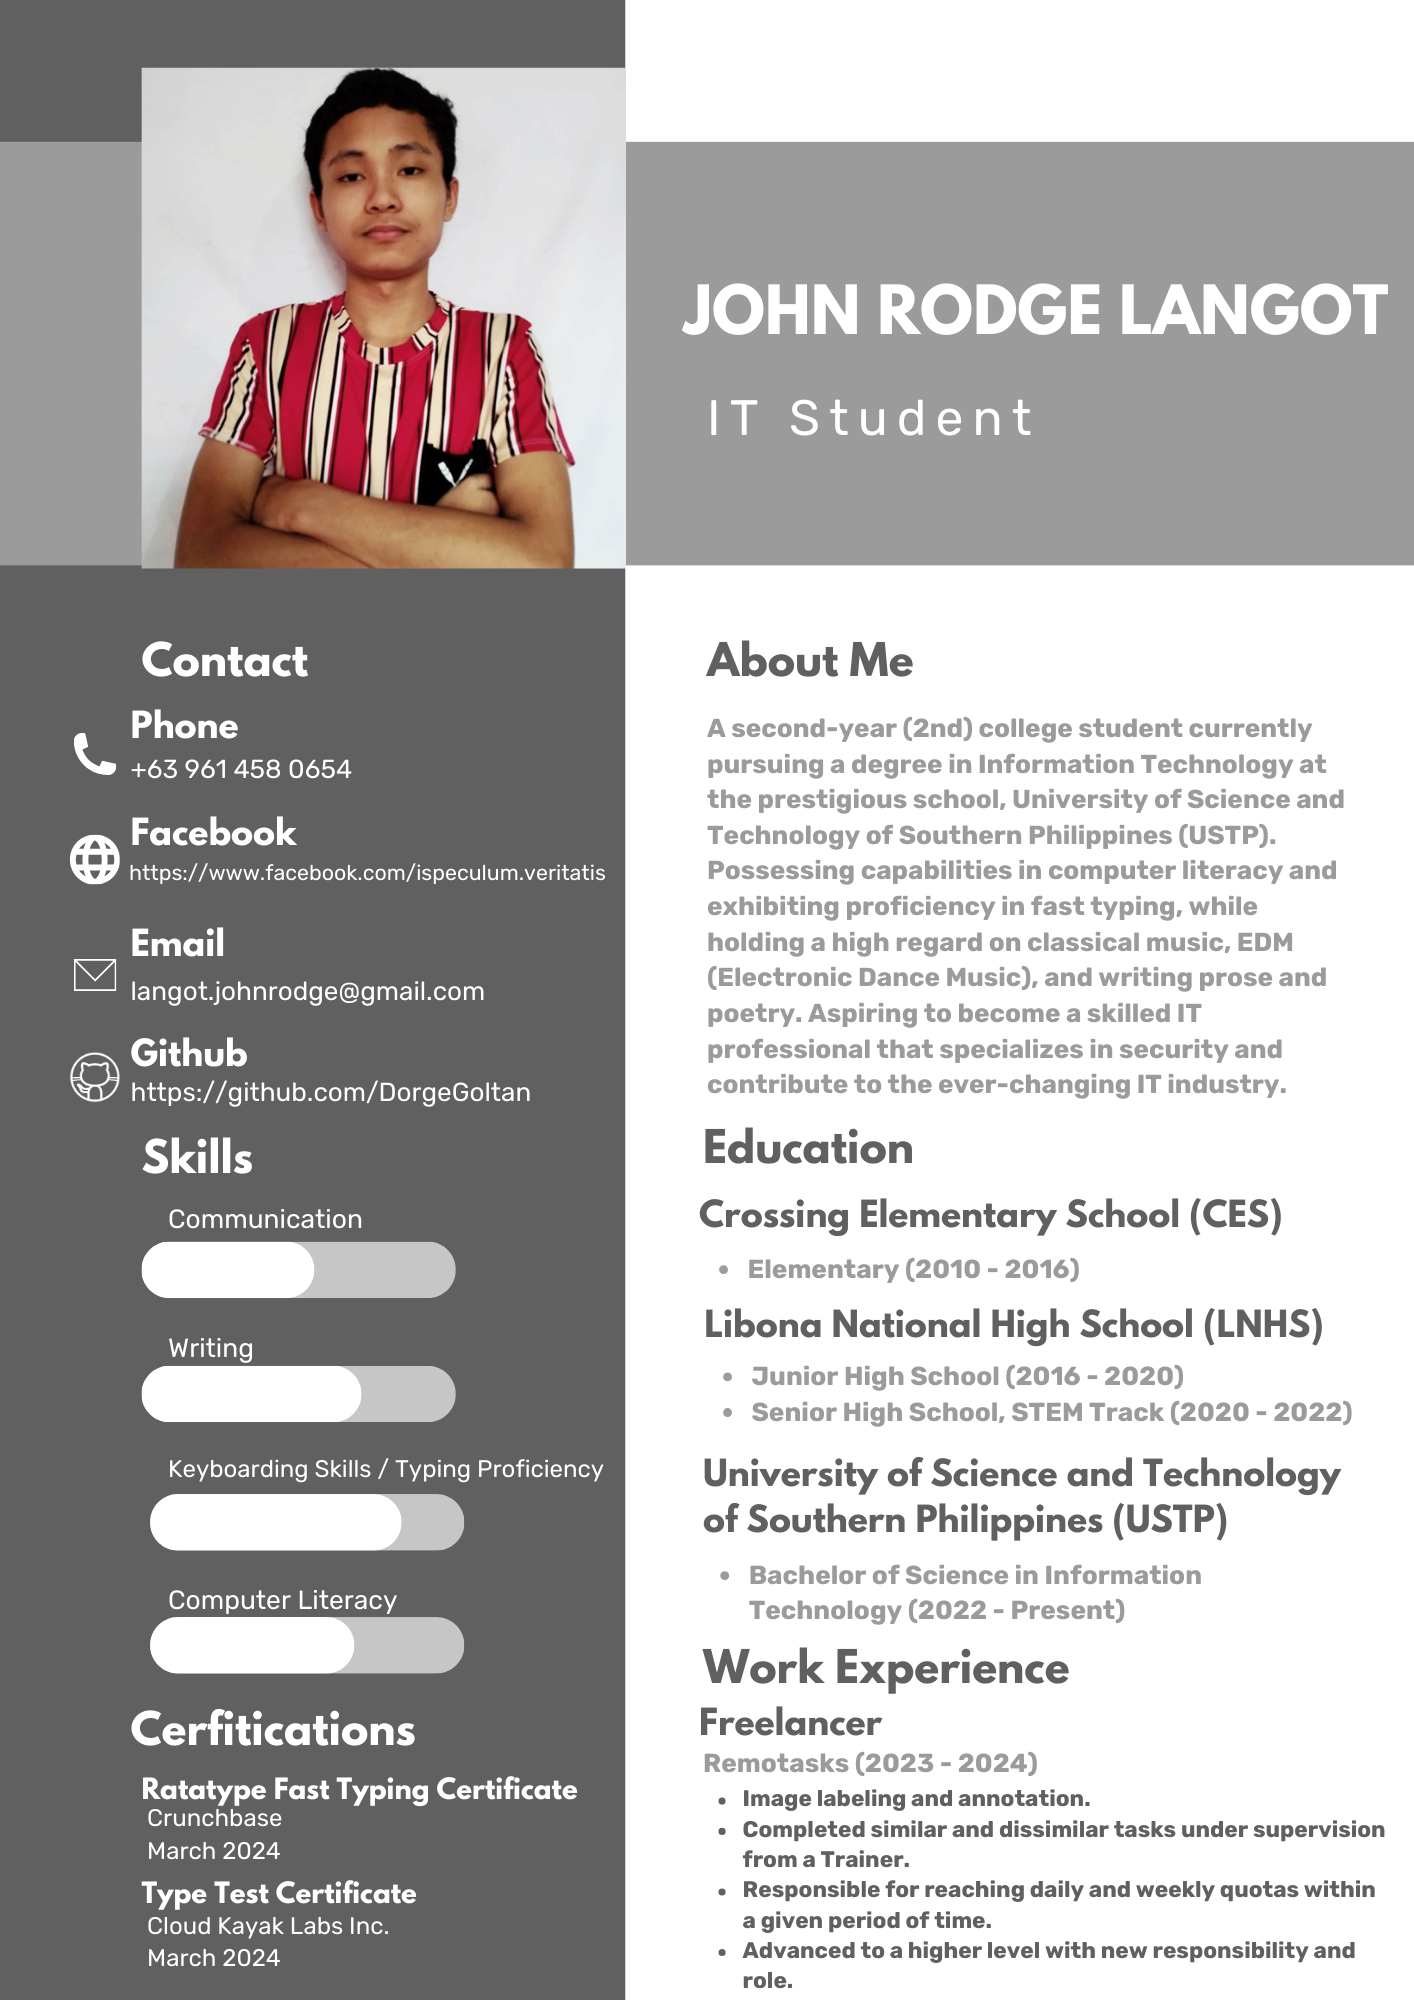 JOHN RODGE LANGOT
IT Student
Contact
Phone
+63 961 458 0654
Facebook
https://www.facebook.com/ispeculum.veritatis
Email
langot.johnrodge@gmail.com
Github
https://github.com/DorgeGoltan
Skills
Communication
Writing
Keyboarding Skills / Typing Proficiency
Computer Literacy
Cerfitications
Ratatype Fast Typing Certificate
Crunchbase
March 2024
Type Test Certificate
Cloud Kayak Labs Inc.
March 2024
About Me
A second-year (2nd) college student currently
pursuing a degree in Information Technology at
the prestigious school, University of Science and
Technology of Southern Philippines (USTP).
Possessing capabilities in computer literacy and
exhibiting proficiency in fast typing, while
holding a high regard on classical music, EDM
(Electronic Dance Music), and writing prose and
poetry. Aspiring to become a skilled IT
professional that specializes in security and
contribute to the ever-changing IT industry.
Education
Crossing Elementary School (CES)
• Elementary (2010 - 2016)
Libona National High School (LNHS)
• Junior High School (2016 - 2020)
• Senior High School, STEM Track (2020 - 2022)
University of Science and Technology
of Southern Philippines (USTP)
• Bachelor of Science in Information
Technology (2022 - Present)
Work Experience
Freelancer
Remotasks (2023 - 2024)
• Image labeling and annotation.
• Completed similar and dissimilar tasks under supervision
from a Trainer.
• Responsible for reaching daily and weekly quotas within
a given period of time.
• Advanced to a higher level with new responsibility and
role.